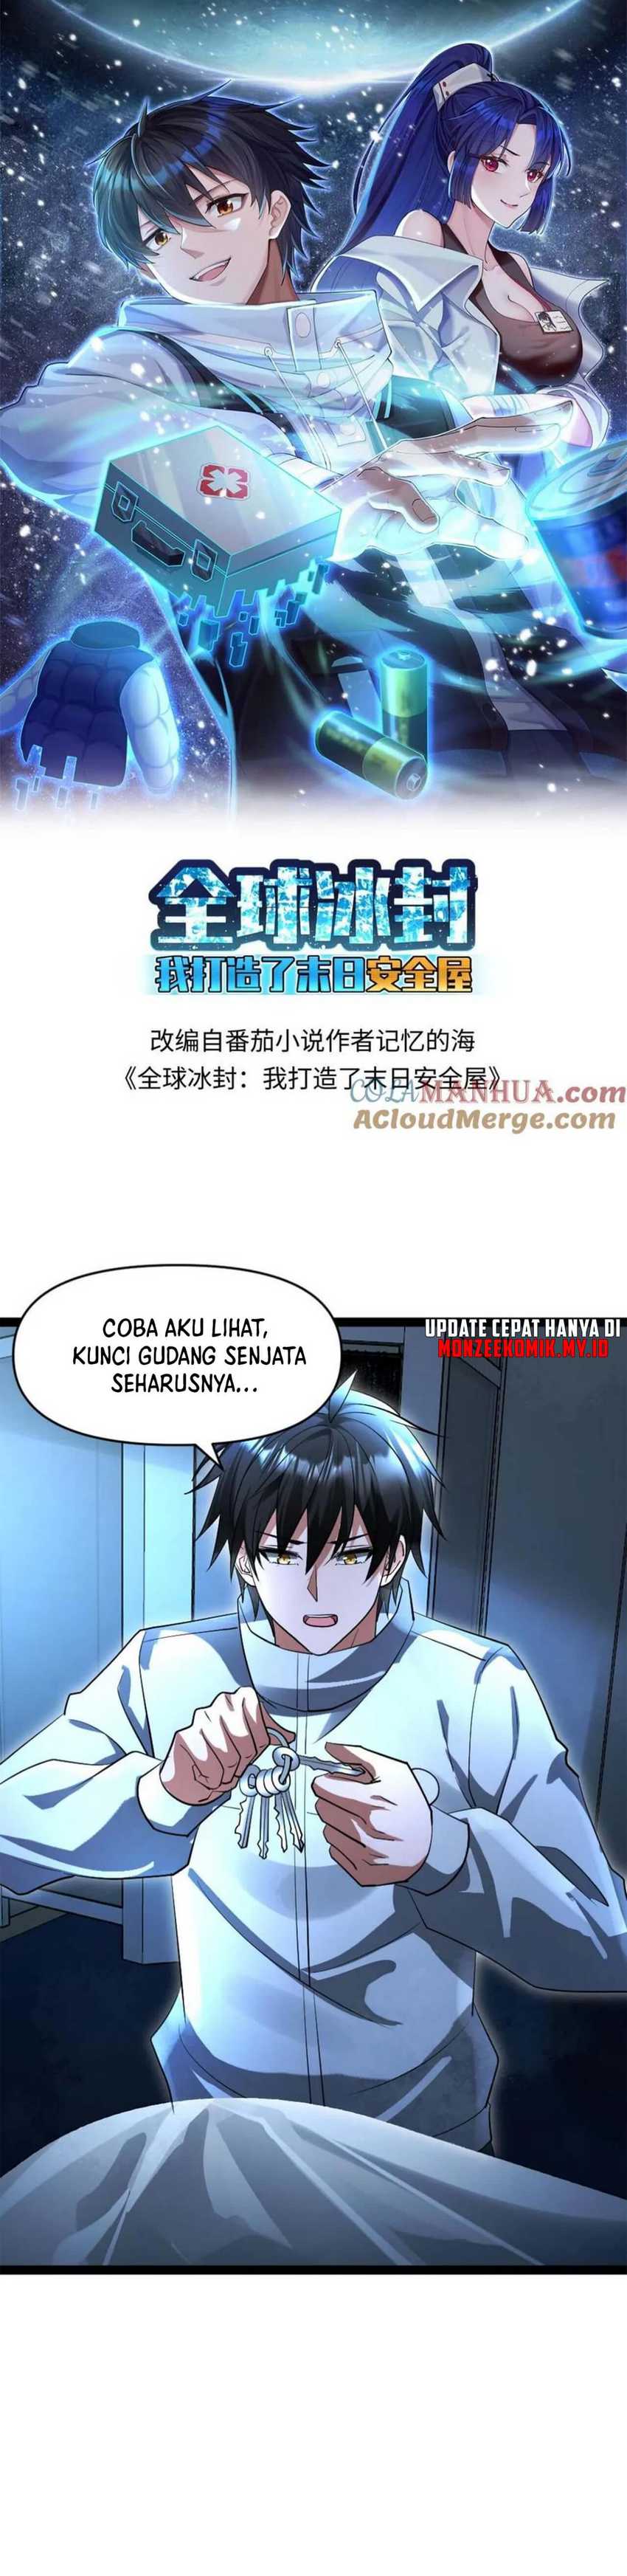 全球冰封
我打造了末日安全屋
改编自番茄小说作者记忆的海
《全球冰封：我打造了末日安全屋》
COLAMANHUA.com
ACloudMerge.com
COBA AKU LIHAT,
KUNCI GUDANG SENJATA
SEHARUSNYA...
UPDATE CEPAT HANYA DI
MONZEEKOMIK.MY.ID